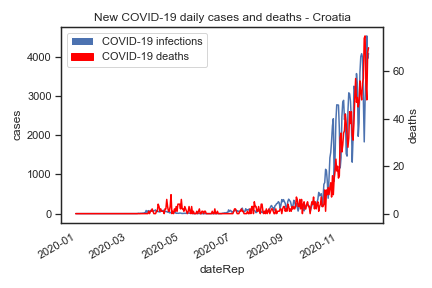 New COVID-19 daily cases and deaths - Croatia
COVID-19 infections
COVID-19 deaths
cases
4000
3000
2000
1000
0
deaths
60
40
20
0
2020-01
2020-03
2020-05
2020-07
2020-09
2020-11
dateRep